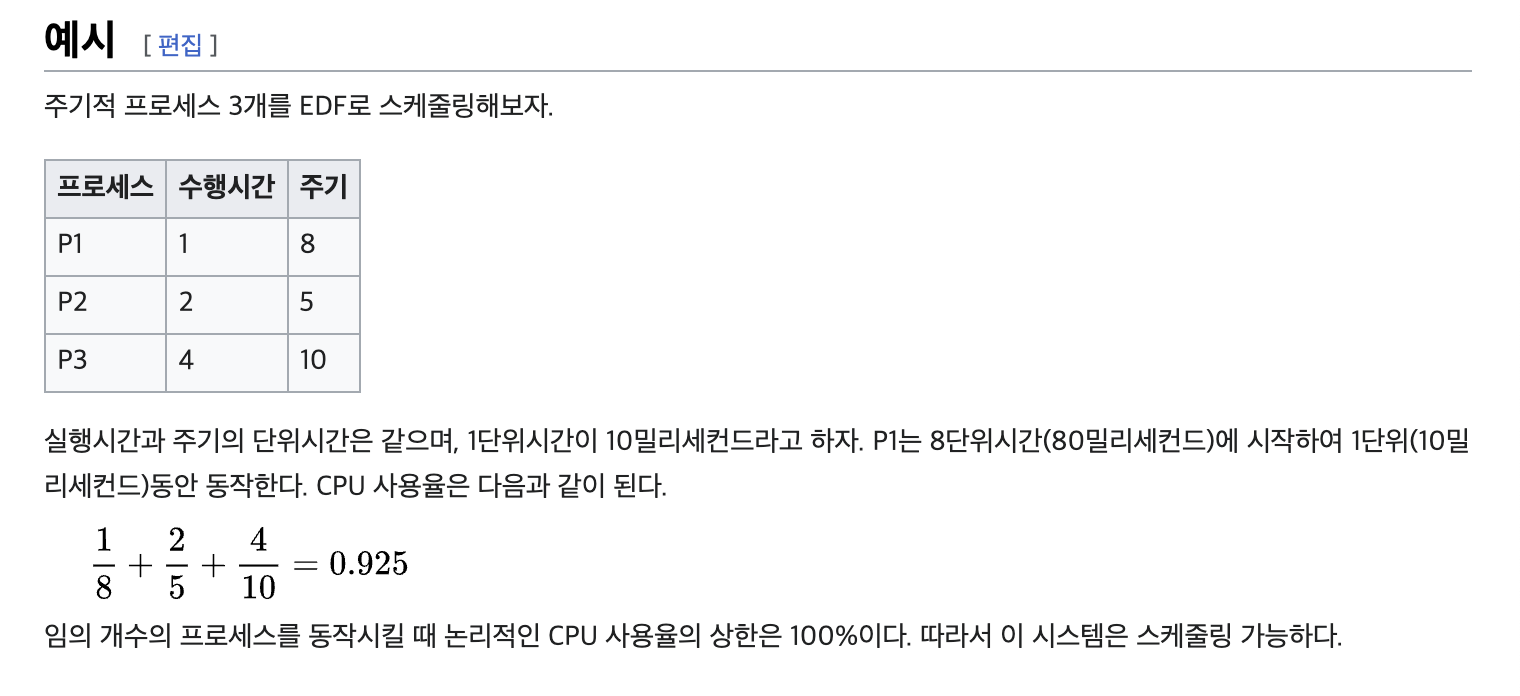 예시 [ 편집 ]
주기적 프로세스 3개를 EDF로 스케줄링해보자.
프로세스 수행시간 주기
P1 1 8
P2 2 5
P3 4 10
실행시간과 주기의 단위시간은 같으며, 1단위시간이 10밀리세컨드라고 하자. P1는 8단위시간(80밀리세컨드)에 시작하여 1단위(10밀
리세컨드)동안 동작한다. CPU 사용율은 다음과 같이 된다.
1/8 + 2/5 + 4/10 = 0.925
임의 개수의 프로세스를 동작시킬 때 논리적인 CPU 사용율의 상한은 100%이다. 따라서 이 시스템은 스케줄링 가능하다.